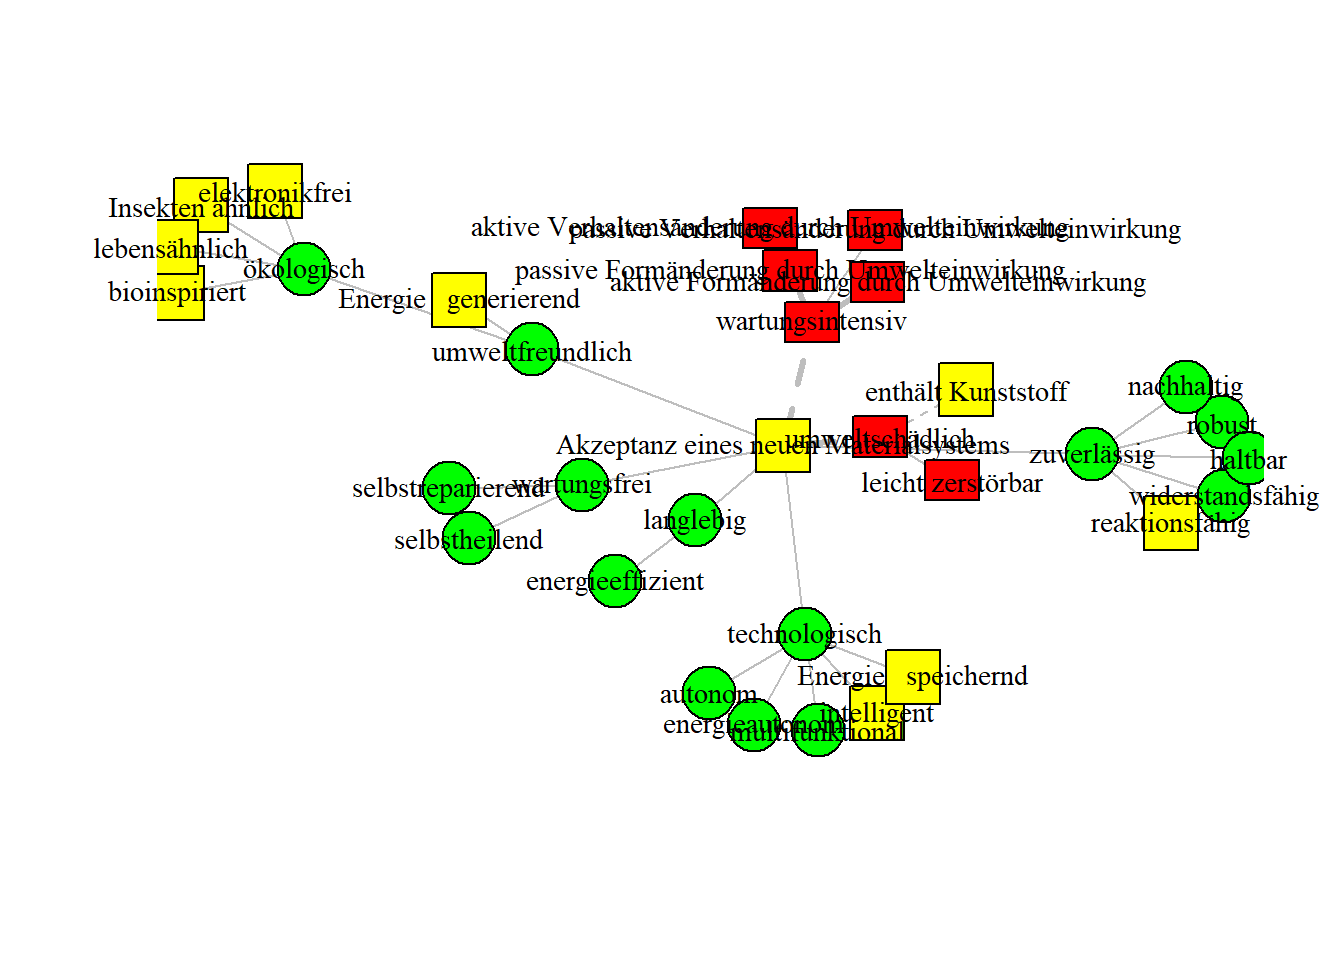 elektronikfrei
Insekten ähnlich
aktive Verhaltensänderung durch Umwelteinwirkung
passive Verhaltensänderung durch Umwelteinwirkung
lebensähnlich
ökologisch
passive Formänderung durch Umwelteinwirkung
aktive Formänderung durch Umwelteinwirkung
bioinspiriert
Energie generierend
wartungsintensiv
umweltfreundlich
nachhaltig
enthält Kunststoff
robust
umweltschädlich
Akzeptanz eines neuen Materialsystems
zuverlässig
haltbar
wartungsfrei
leicht zerstörbar
selbstreparierend
widerstandsfähig
langlebig
reaktionsfähig
selbstheilend
energieeffizient
technologisch
Energie speichernd
autonom
intelligent
energieautonom
multifunktional